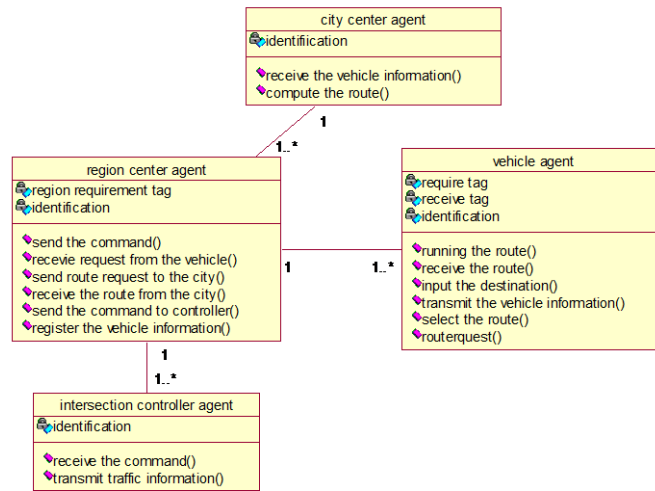 city center agent
identifiication
receive the vehicle information()
compute the route()
1
1..*
region center agent
region requirement tag
identification
send the command()
recevie request from the vehicle()
send route request to the city()
receive the route from the city()
send the command to controller()
register the vehicle information()
1
1..*
vehicle agent
require tag
receive tag
identification
running the route()
receive the route()
input the destination()
transmit the vehicle information()
select the route()
routerquest()
1
1..*
intersection controller agent
identification
receive the command()
transmit traffic information()